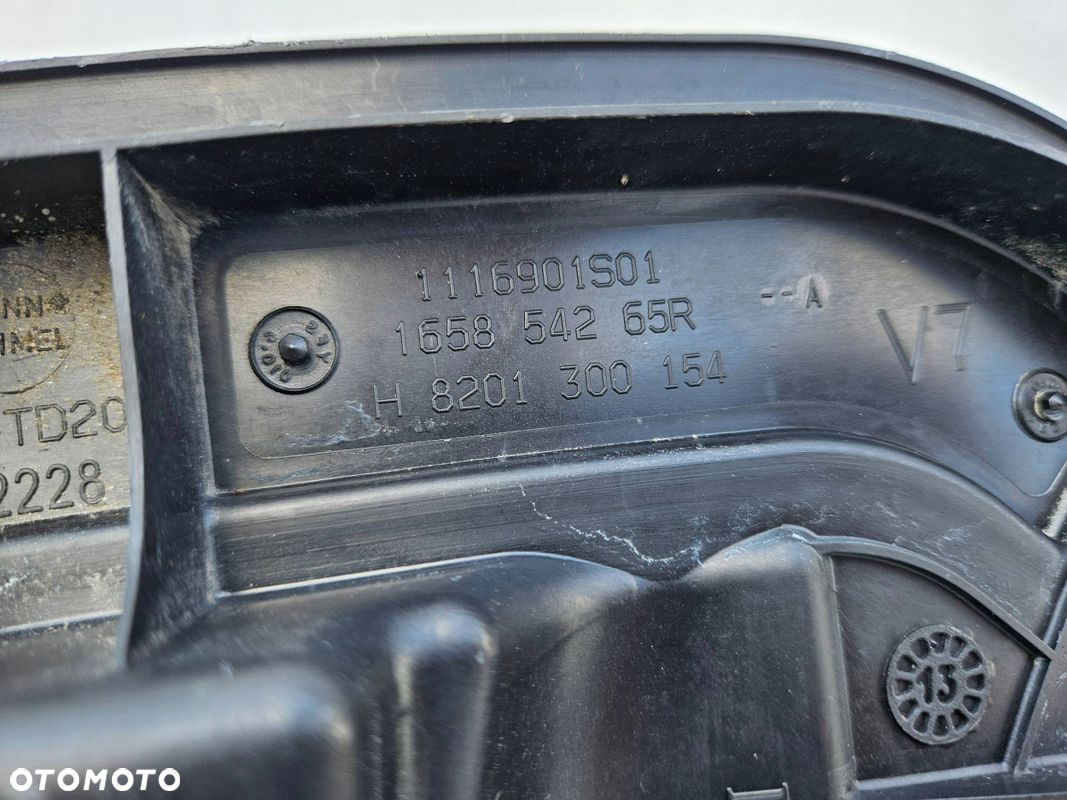 1116901S01
1658 542 65R
--A
H 8201 300 154
V7
TD20
2228
13
OTOMOTO